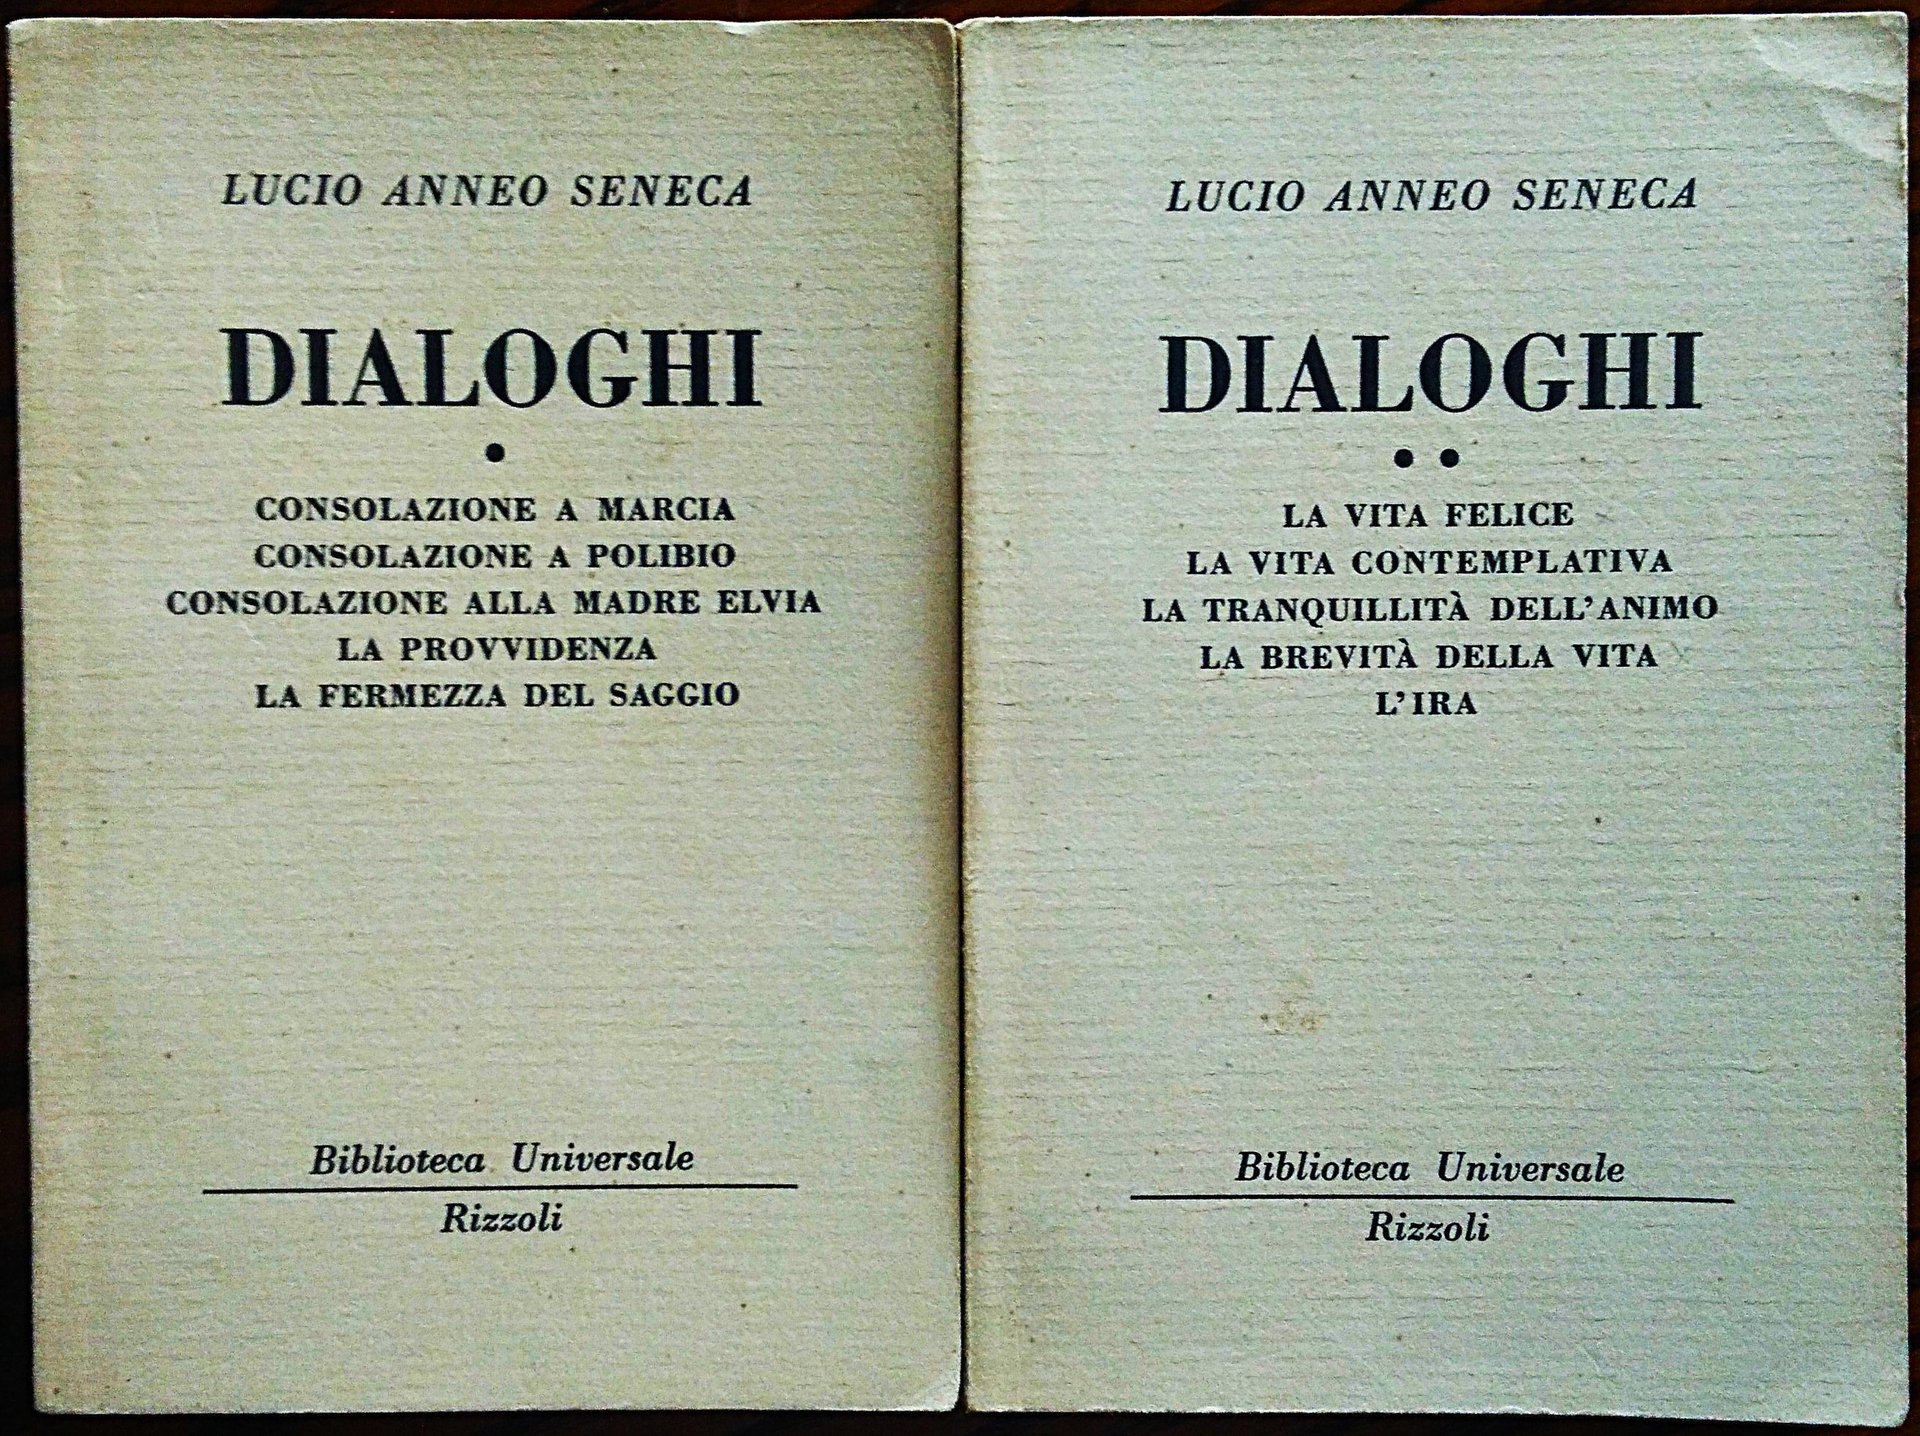 LUCIO ANNEO SENECA
DIALOGHI
•
CONSOLAZIONE A MARCIA
CONSOLAZIONE A POLIBIO
CONSOLAZIONE ALLA MADRE ELVIA
LA PROVVIDENZA
LA FERMEZZA DEL SAGGIO
Biblioteca Universale
Rizzoli
LUCIO ANNEO SENECA
DIALOGHI
• •
LA VITA FELICE
LA VITA CONTEMPLATIVA
LA TRANQUILLITÀ DELL'ANIMO
LA BREVITÀ DELLA VITA
L'IRA
Biblioteca Universale
Rizzoli